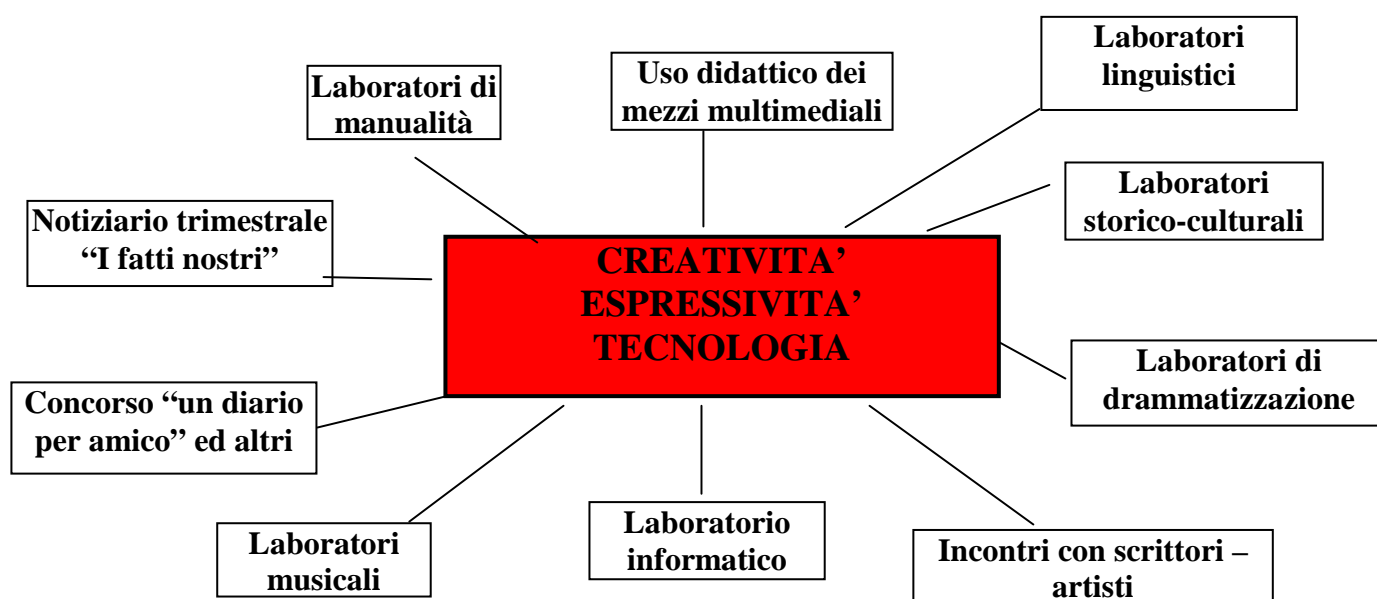 Laboratori di
manualità
Uso didattico dei
mezzi multimediali
Laboratori
linguistici
Notiziario trimestrale
“I fatti nostri”
Laboratori
storico-culturali
CREATIVITA’
ESPRESSIVITA’
TECNOLOGIA
Concorso “un diario
per amico” ed altri
Laboratori di
drammatizzazione
Laboratori
musicali
Laboratorio
informatico
Incontri con scrittori –
artisti